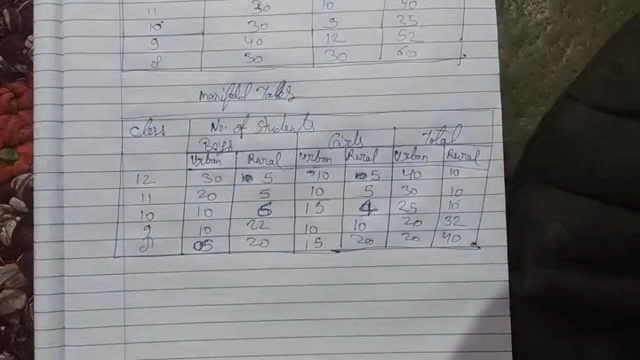 11 30 10 40
10 30 5 35
9 40 12 52
8 30 30 60
Manifold Tables
Class No. of Students
Boys Girls Total
Urban Rural Urban Rural Urban Rural
12 30 5 10 5 40 10
11 20 5 10 5 30 10
10 10 6 15 4 25 10
9 10 22 10 10 20 32
8 05 20 15 20 20 40